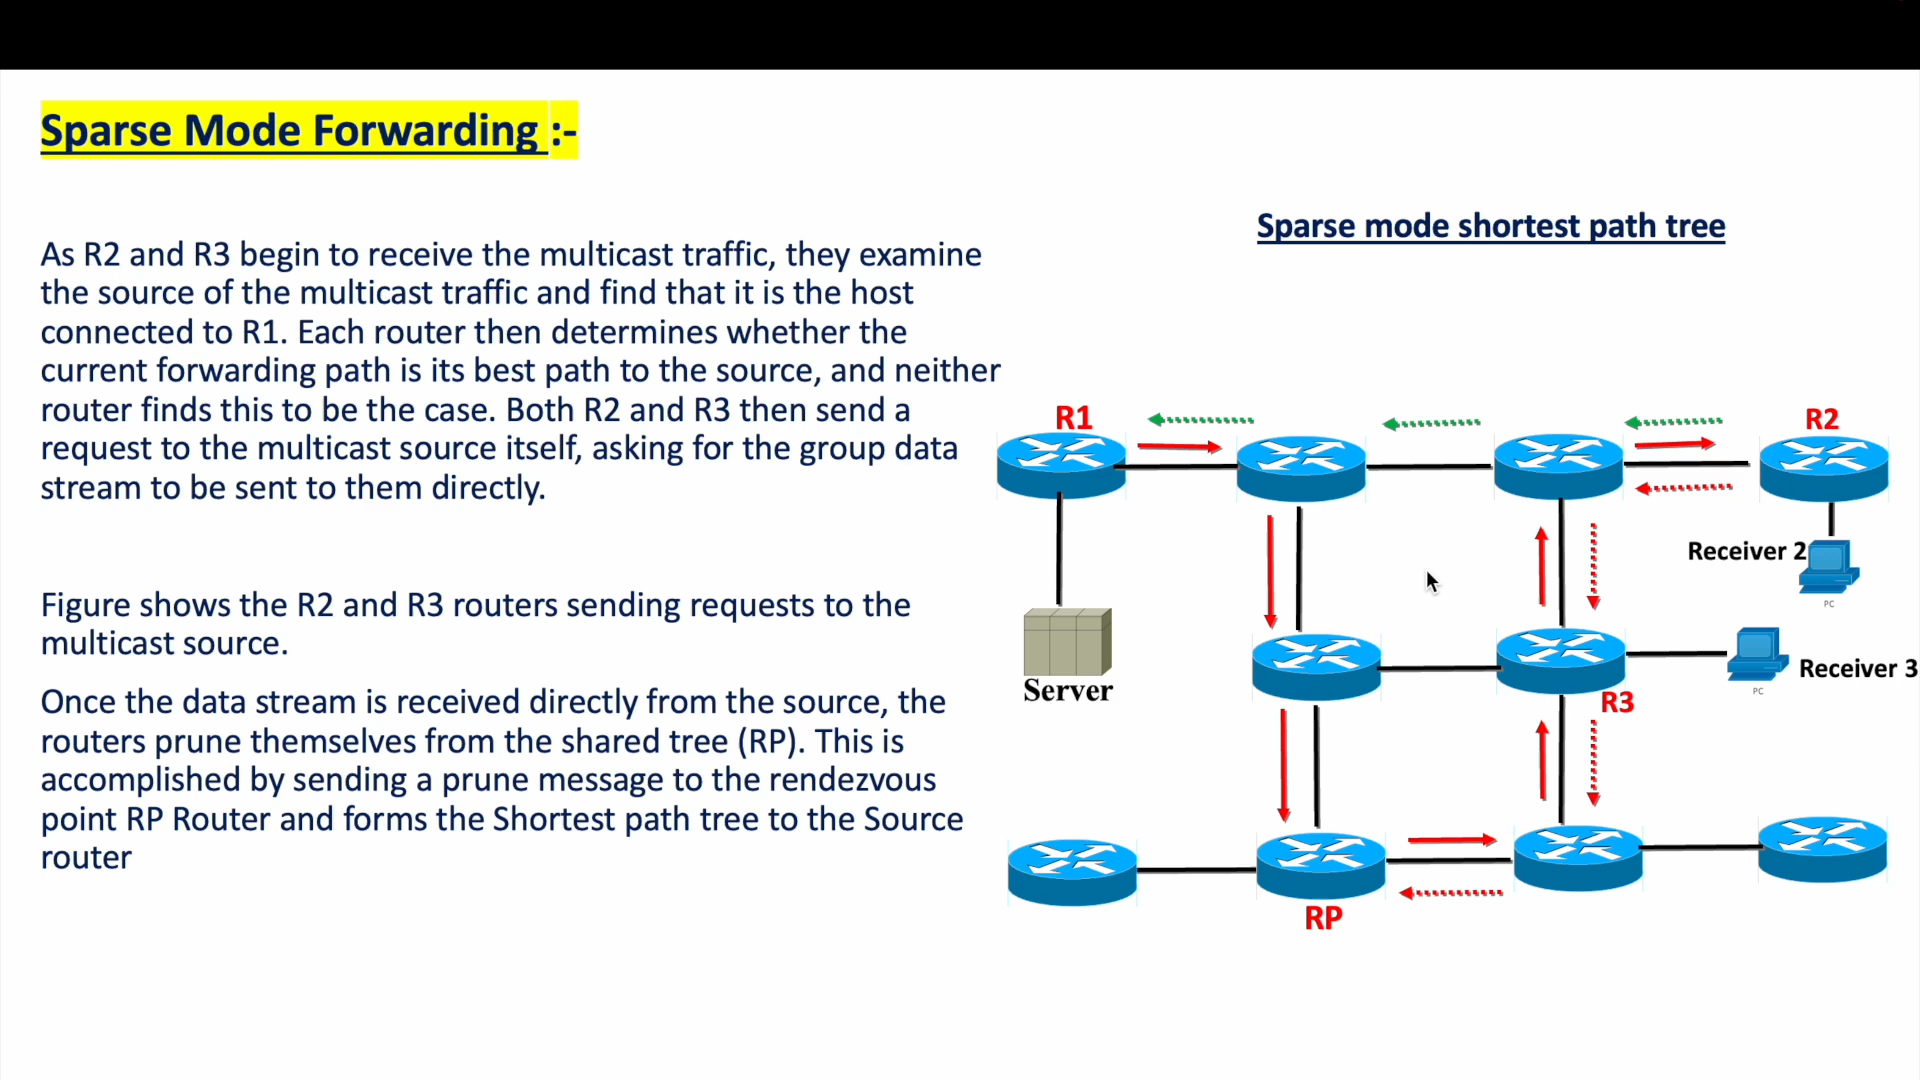 Sparse Mode Forwarding :-
As R2 and R3 begin to receive the multicast traffic, they examine
the source of the multicast traffic and find that it is the host
connected to R1. Each router then determines whether the
current forwarding path is its best path to the source, and neither
router finds this to be the case. Both R2 and R3 then send a
request to the multicast source itself, asking for the group data
stream to be sent to them directly.
Figure shows the R2 and R3 routers sending requests to the
multicast source.
Once the data stream is received directly from the source, the
routers prune themselves from the shared tree (RP). This is
accomplished by sending a prune message to the rendezvous
point RP Router and forms the Shortest path tree to the Source
router
Sparse mode shortest path tree
R1
R2
Receiver 2
PC
Server
Receiver 3
PC
R3
RP